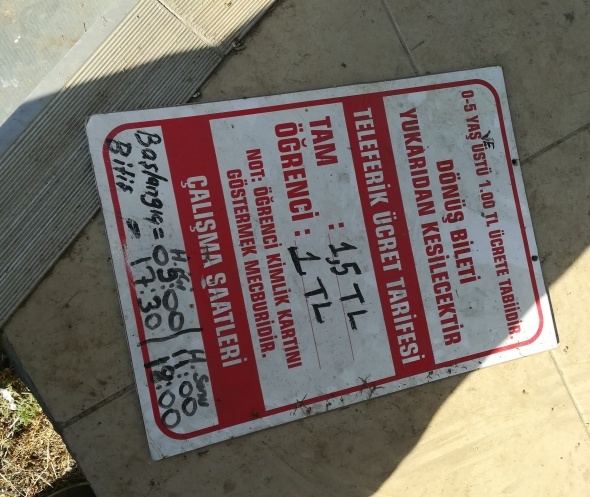 0-5 YAŞ VE ÜSTÜ 1.00 TL ÜCRETE TABİİDİR.
DÖNÜŞ BİLETİ
YUKARIDAN KESİLECEKTİR
TELEFERİK ÜCRET TARİFESİ
TAM : 1,5 TL
ÖĞRENCİ : 1 TL
NOT: ÖĞRENCİ KİMLİK KARTINI
GÖSTERMEK MECBURİDİR.
ÇALIŞMA SAATLERİ
H.içi H. Sonu
Başlangıç = 09:00 / 11:00
Bitiş = 17:30 / 19:00